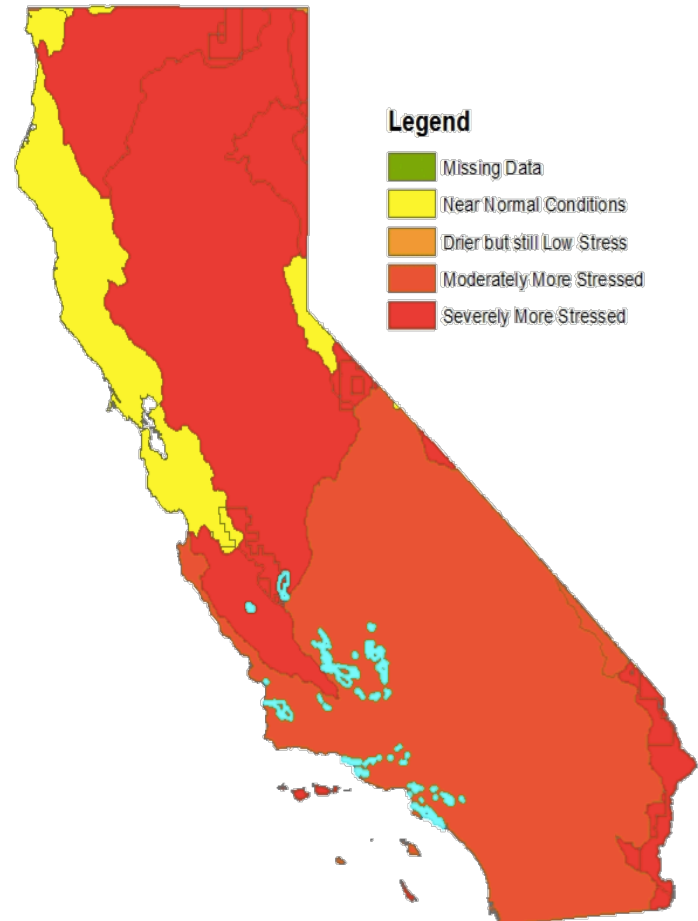 Legend
Missing Data
Near Normal Conditions
Drier but still Low Stress
Moderately More Stressed
Severely More Stressed